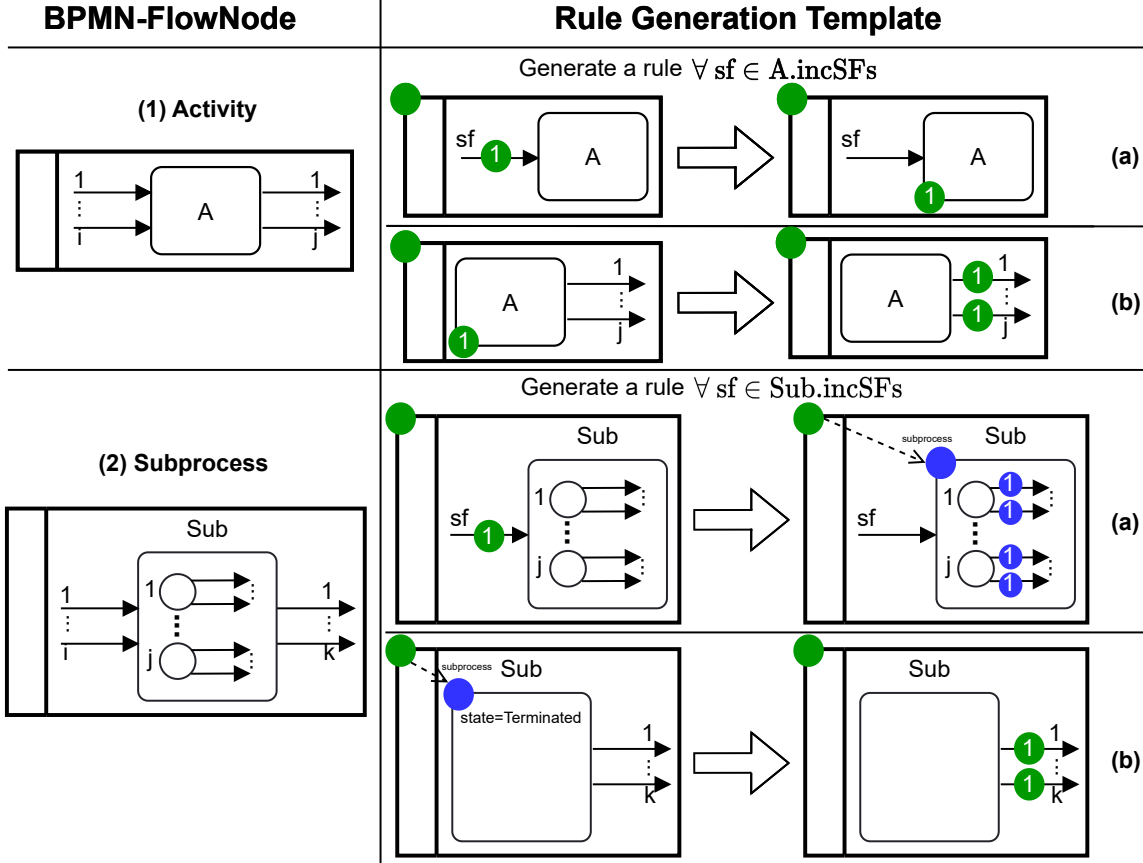 BPMN-FlowNode
Rule Generation Template
(1) Activity
1
i
A
1
j
Generate a rule ∀ sf ∈ A.incSFs
sf
1
A
sf
A
1
(a)
A
1
1
j
A
1
1
1
j
(b)
(2) Subprocess
Sub
1
i
1
j
1
k
Generate a rule ∀ sf ∈ Sub.incSFs
Sub
sf
1
1
j
subprocess
Sub
sf
1
j
1
1
1
1
(a)
subprocess
Sub
state=Terminated
1
k
Sub
1
1
1
k
(b)